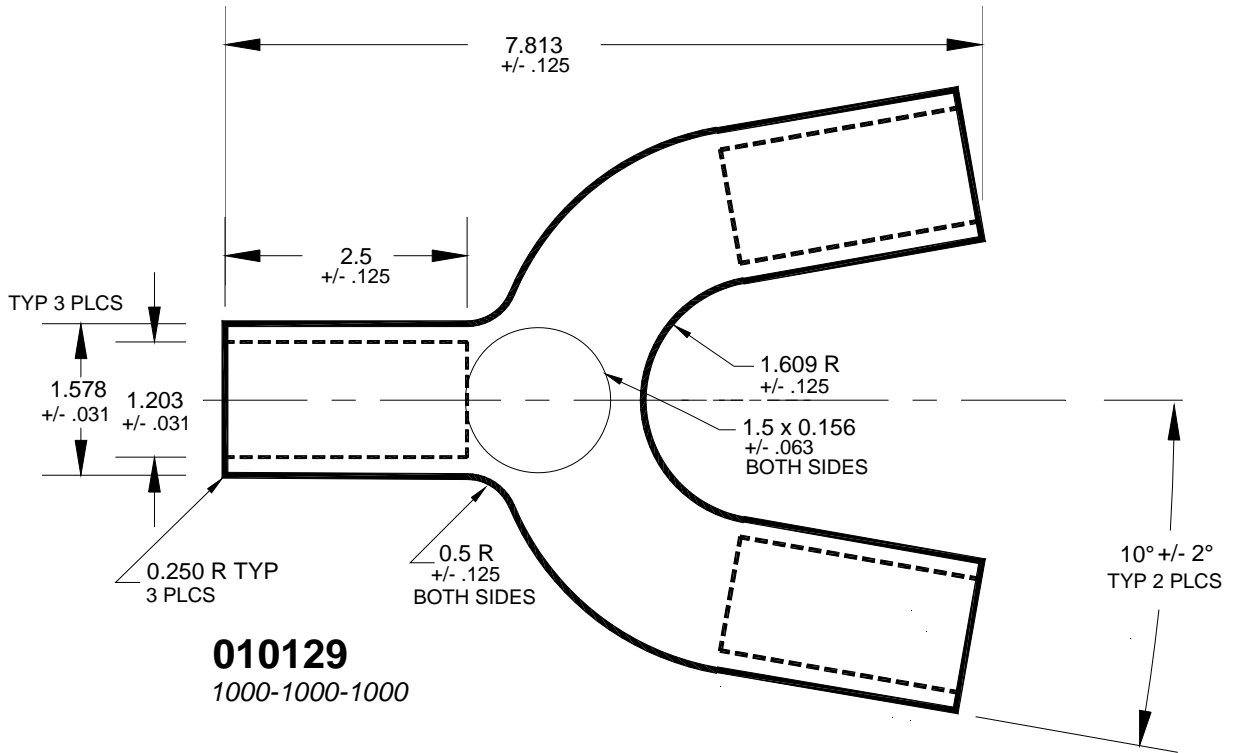 7.813
+/- .125
2.5
+/- .125
TYP 3 PLCS
1.578
+/- .031
1.203
+/- .031
1.609 R
+/- .125
1.5 x 0.156
+/- .063
BOTH SIDES
0.250 R TYP
3 PLCS
0.5 R
+/- .125
BOTH SIDES
10° +/- 2°
TYP 2 PLCS
010129
1000-1000-1000